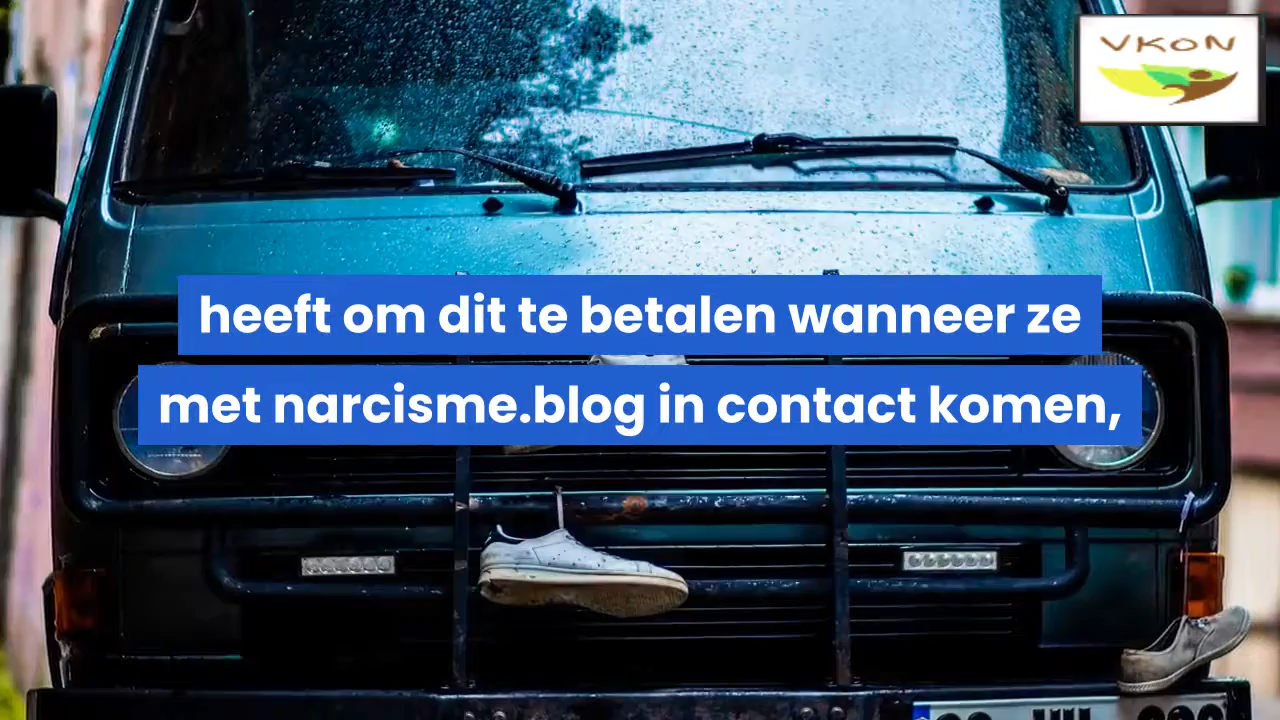 VKON
heeft om dit te betalen wanneer ze
met narcisme.blog in contact komen,